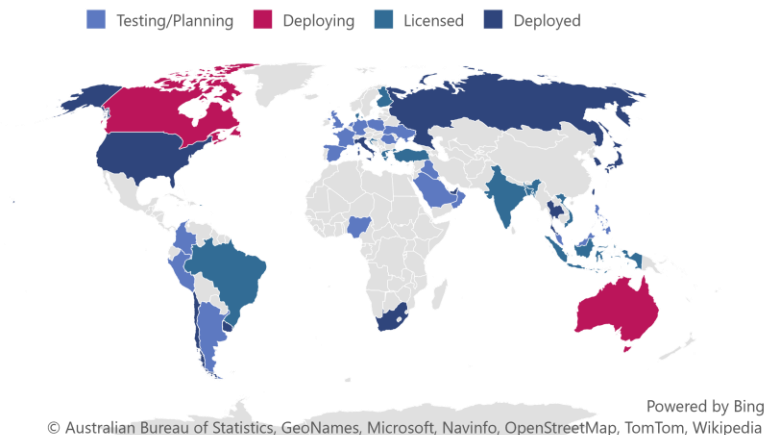 Testing/Planning Deploying Licensed Deployed
Powered by Bing
© Australian Bureau of Statistics, GeoNames, Microsoft, Navinfo, OpenStreetMap, TomTom, Wikipedia